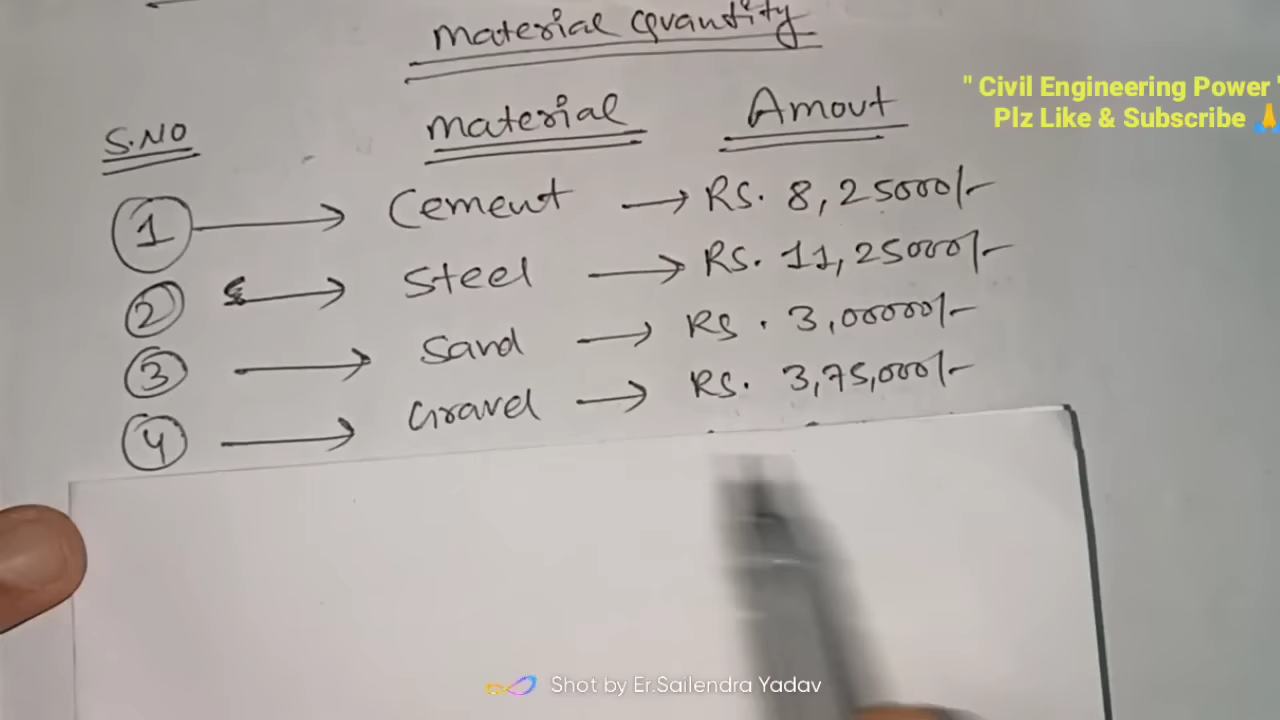 Material Quantity
S.NO Material Amout
" Civil Engineering Power "
Plz Like & Subscribe 🙏
1 → Cement → RS. 8,25000/-
2 → Steel → RS. 11,25000/-
3 → Sand → RS. 3,00000/-
4 → Gravel → RS. 3,75,000/-
Shot by Er.Sailendra Yadav